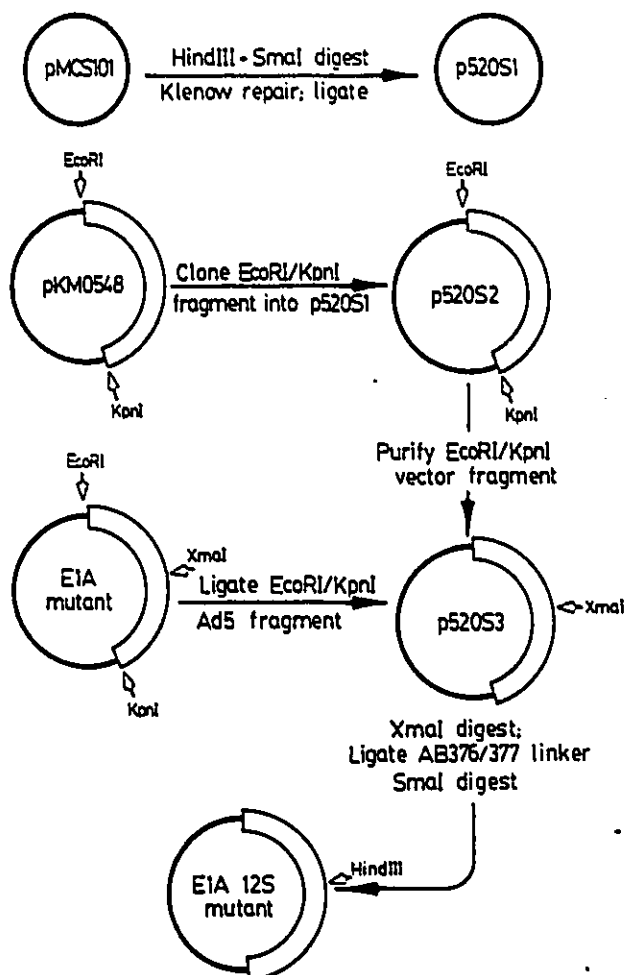 pMCS101
HindIII - SmaI digest
Klenow repair; ligate
p520S1
EcoRI
EcoRI
pKM0548
Clone EcoRI/KpnI
fragment into p520S1
p520S2
KpnI
KpnI
EcoRI
Purify EcoRI/KpnI
vector fragment
E1A
mutant
XmaI
Ligate EcoRI/KpnI
Ad5 fragment
p520S3
XmaI
KpnI
XmaI digest;
Ligate AB376/377 linker
SmaI digest
E1A 12S
mutant
HindIII